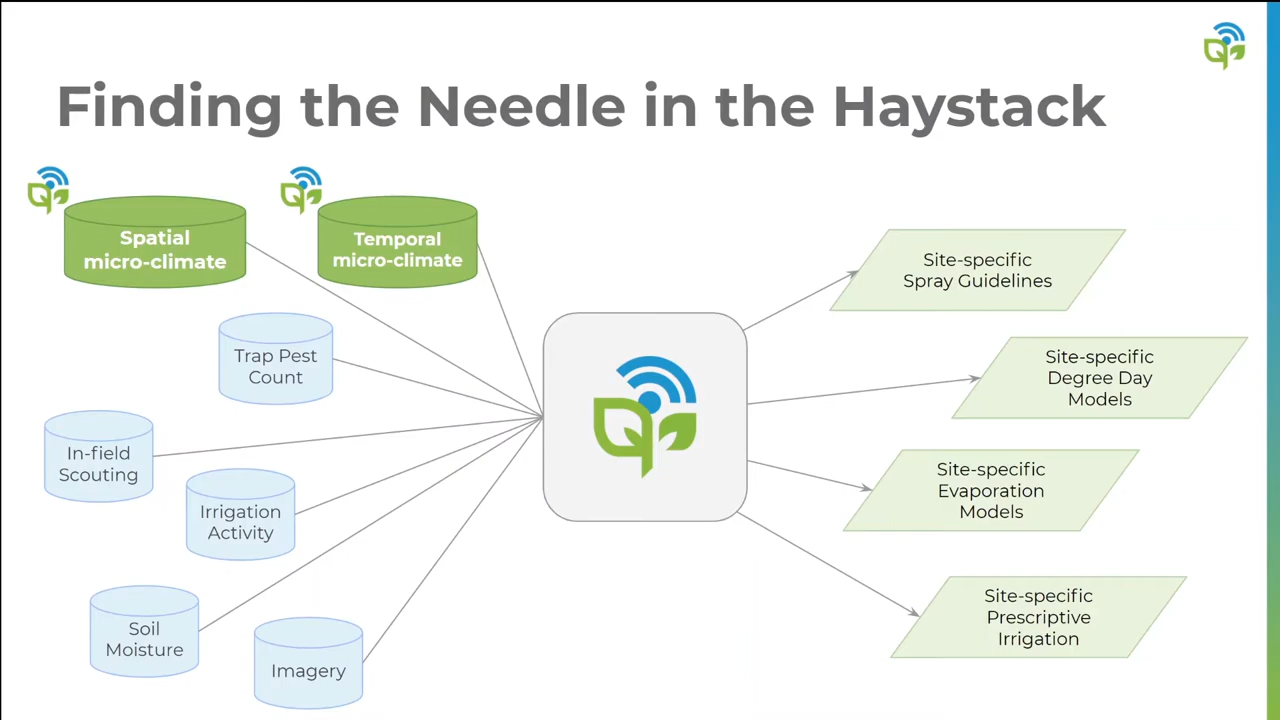 Finding the Needle in the Haystack
Spatial
micro-climate
Temporal
micro-climate
Trap Pest
Count
In-field
Scouting
Irrigation
Activity
Soil
Moisture
Imagery
Site-specific
Spray Guidelines
Site-specific
Degree Day
Models
Site-specific
Evaporation
Models
Site-specific
Prescriptive
Irrigation